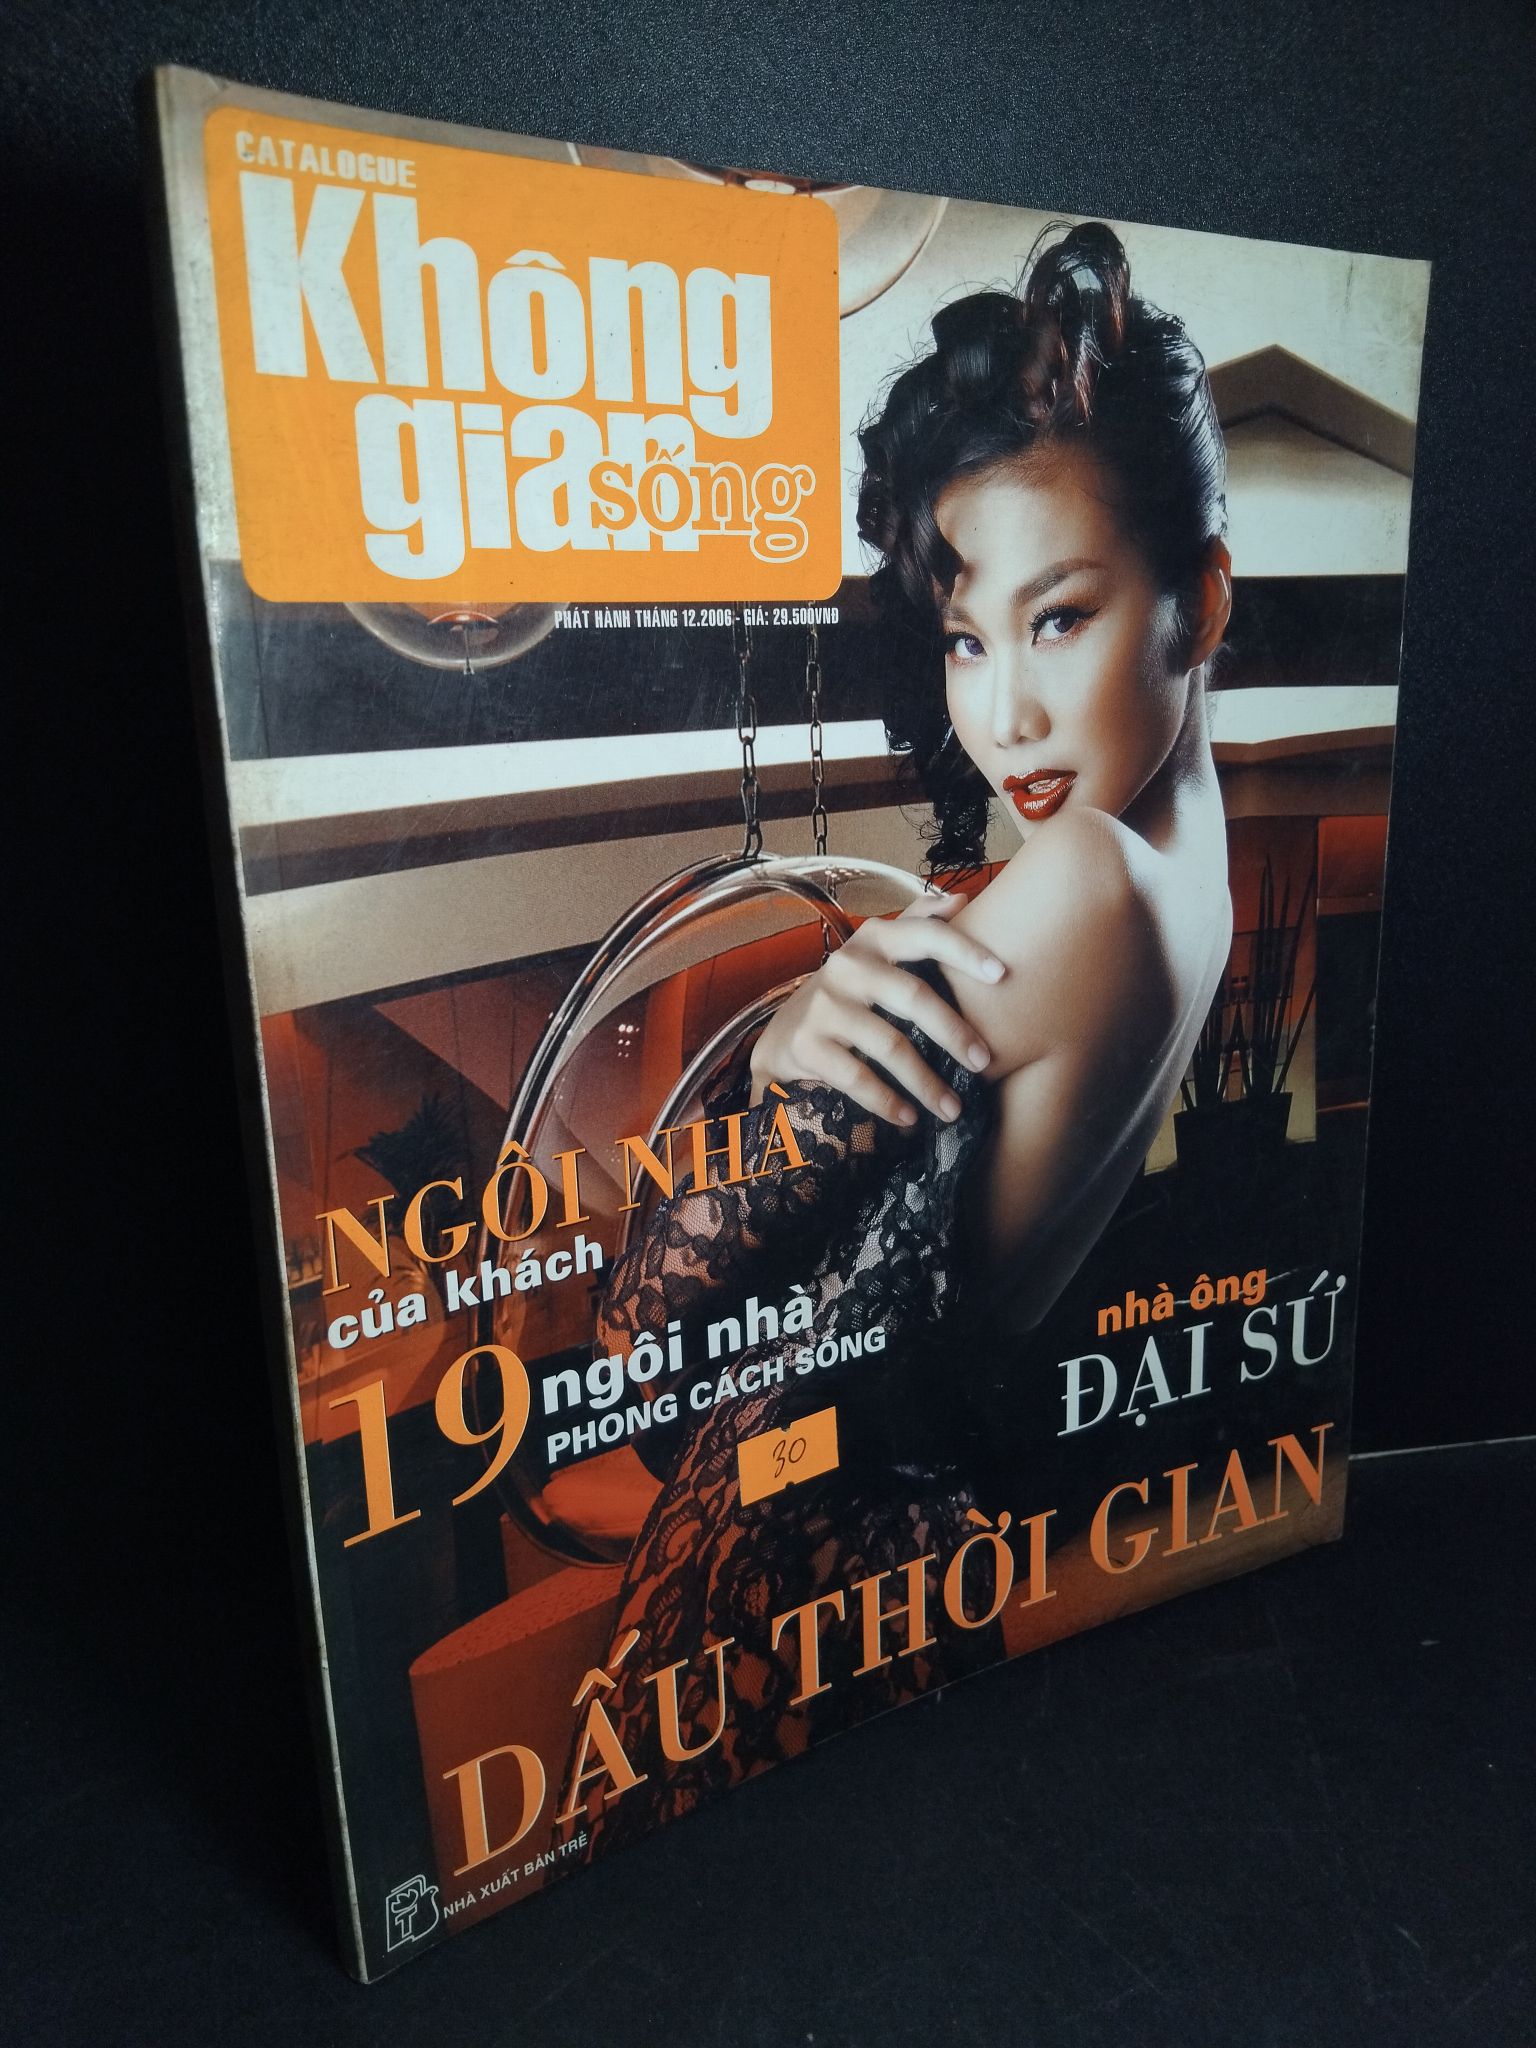 CATALOGUE
Không
gian
sống
PHÁT HÀNH THÁNG 12.2006 - GIÁ: 29.500VNĐ
NGÔI NHÀ
của khách
19 ngôi nhà
PHONG CÁCH SỐNG
30
nhà ông
ĐẠI SỨ
DẤU THỜI GIAN
T
NHÀ XUẤT BẢN TRẺ